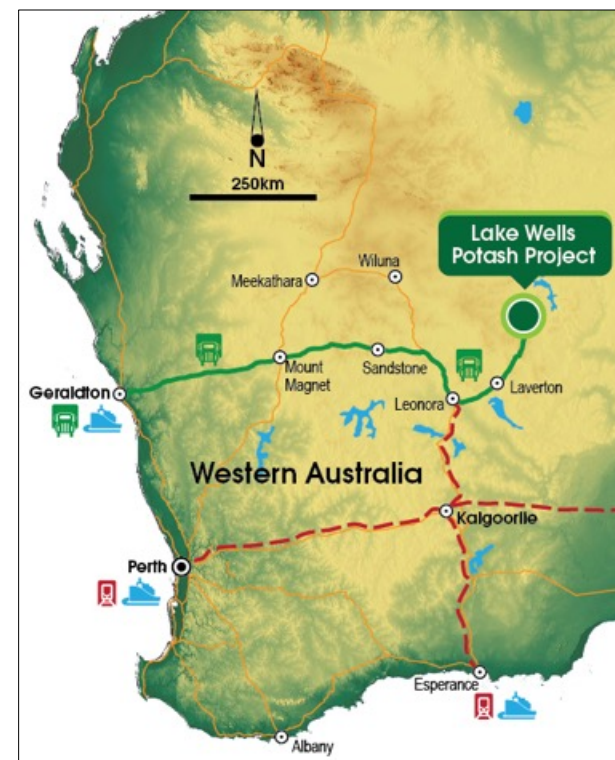 N
250km
Lake Wells
Potash Project
Wiluna
Meekathara
Sandstone
Mount
Magnet
Laverton
Geraldton
Leonora
Western Australia
Kalgoorlie
Perth
Esperance
Albany